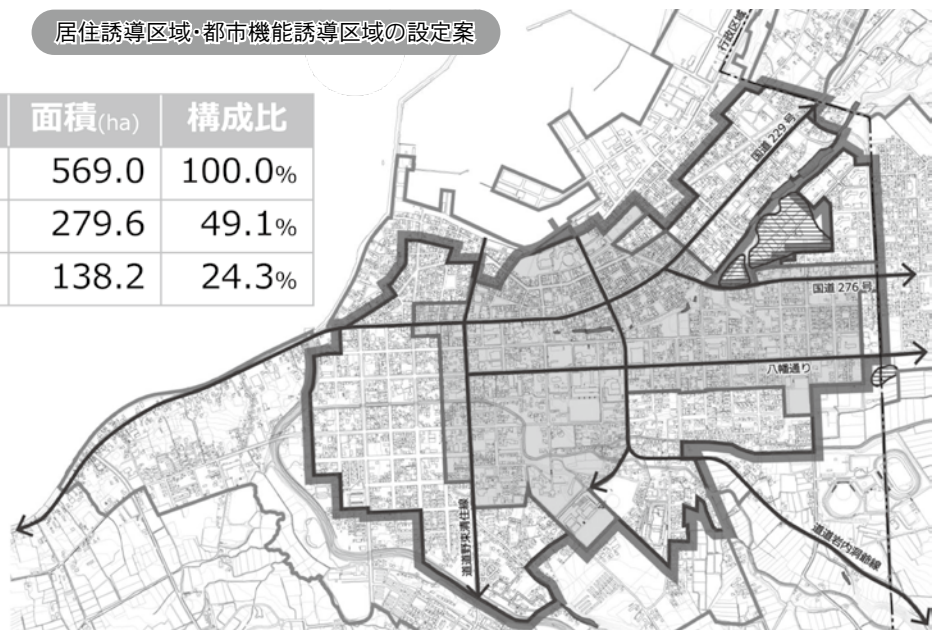 居住誘導区域・都市機能誘導区域の設定案
行政区域
面積(ha) 構成比
569.0 100.0%
279.6 49.1%
138.2 24.3%
国道229号
国道276号
八幡通り
道道野束清住線
道道岩内洞爺線